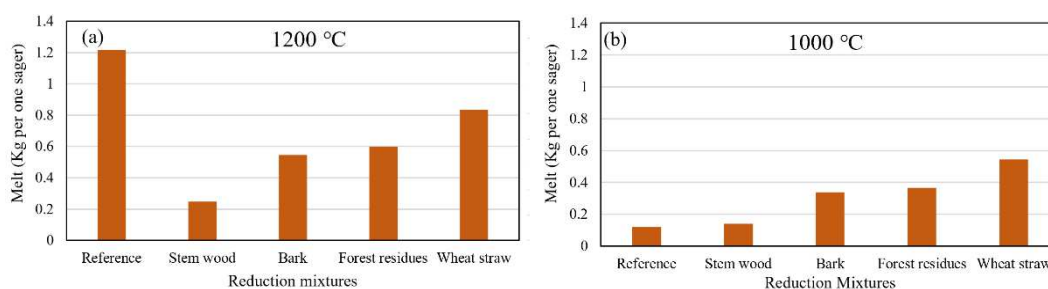 (a) 1200 °C
Melt (Kg per one sager)
1.4
1.2
1
0.8
0.6
0.4
0.2
0
Reference Stem wood Bark Forest residues Wheat straw
Reduction mixtures
(b) 1000 °C
Melt (Kg per one sager)
1.4
1.2
1
0.8
0.6
0.4
0.2
0
Reference Stem wood Bark Forest residues Wheat straw
Reduction Mixtures